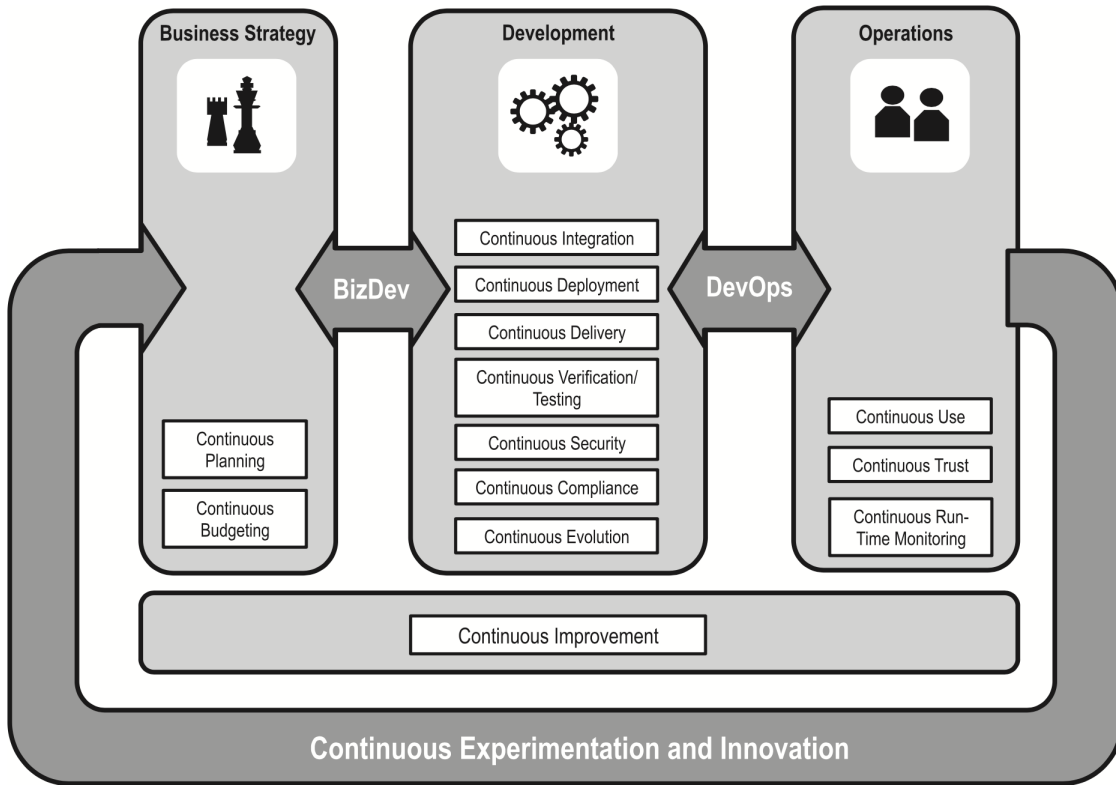 Business Strategy
Development
Operations
BizDev
DevOps
Continuous Planning
Continuous Budgeting
Continuous Integration
Continuous Deployment
Continuous Delivery
Continuous Verification/
Testing
Continuous Security
Continuous Compliance
Continuous Evolution
Continuous Use
Continuous Trust
Continuous Run-
Time Monitoring
Continuous Improvement
Continuous Experimentation and Innovation